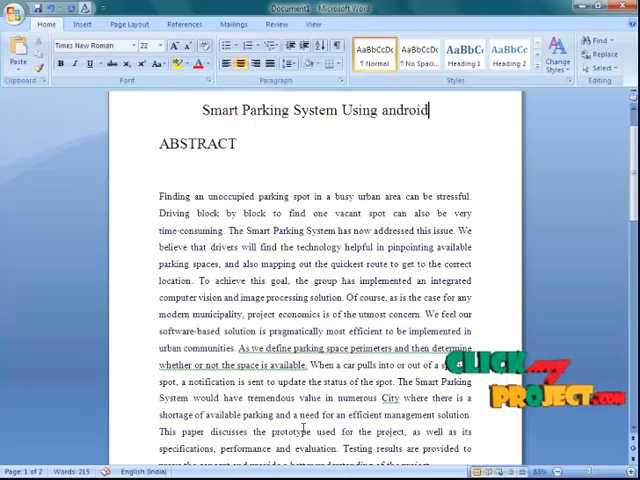 Document1 - Microsoft Word
Home Insert Page Layout References Mailings Review View
Times New Roman 22
Paste
AaBbCcDc AaBbCcDc AaBbC AaBbCc
¶ Normal ¶ No Spaci... Heading 1 Heading 2
Change Styles
Find
Replace
Select
Clipboard Font Paragraph Styles Editing
Smart Parking System Using android
ABSTRACT
Finding an unoccupied parking spot in a busy urban area can be stressful.
Driving block by block to find one vacant spot can also be very
time-consuming. The Smart Parking System has now addressed this issue. We
believe that drivers will find the technology helpful in pinpointing available
parking spaces, and also mapping out the quickest route to get to the correct
location. To achieve this goal, the group has implemented an integrated
computer vision and image processing solution. Of course, as is the case for any
modern municipality, project economics is of the utmost concern. We feel our
software-based solution is pragmatically most efficient to be implemented in
urban communities. As we define parking space perimeters and then determine
whether or not the space is available. When a car pulls into or out of a
spot, a notification is sent to update the status of the spot. The Smart Parking
System would have tremendous value in numerous City where there is a
shortage of available parking and a need for an efficient management solution.
This paper discusses the prototype used for the project, as well as its
specifications, performance and evaluation. Testing results are provided to
CLICK my
PROJECT.COM
Page: 1 of 2 Words: 215 English (India) 83%